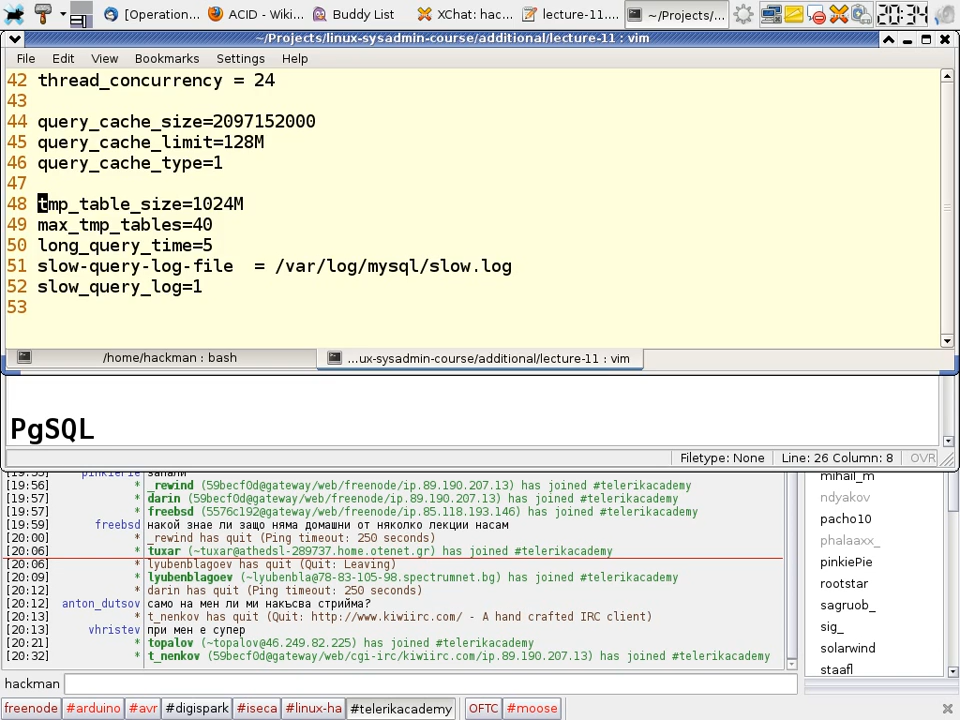 [Operation...
ACID - Wiki...
Buddy List
XChat: hac...
lecture-11....
~/Projects/...
20:34
~/Projects/linux-sysadmin-course/additional/lecture-11 : vim
File Edit View Bookmarks Settings Help
42 thread_concurrency = 24
43
44 query_cache_size=2097152000
45 query_cache_limit=128M
46 query_cache_type=1
47
48 tmp_table_size=1024M
49 max_tmp_tables=40
50 long_query_time=5
51 slow-query-log-file  = /var/log/mysql/slow.log
52 slow_query_log=1
53
/home/hackman : bash
...ux-sysadmin-course/additional/lecture-11 : vim
PgSQL
Filetype: None Line: 26 Column: 8 OVR
[19:55] pinkiePie запали
[19:56] * _rewind (59becf0d@gateway/web/freenode/ip.89.190.207.13) has joined #telerikacademy
[19:57] * darin (59becf0d@gateway/web/freenode/ip.89.190.207.13) has joined #telerikacademy
[19:57] * freebsd (5576c192@gateway/web/freenode/ip.85.118.193.146) has joined #telerikacademy
[19:59] freebsd някой знае ли защо няма домашни от няколко лекции насам
[20:00] * _rewind has quit (Ping timeout: 250 seconds)
[20:06] * tuxar (~tuxar@athedsl-289737.home.otenet.gr) has joined #telerikacademy
[20:06] * lyubenblagoev has quit (Quit: Leaving)
[20:09] * lyubenblagoev (~lyubenbla@78-83-105-98.spectrumnet.bg) has joined #telerikacademy
[20:12] * darin has quit (Ping timeout: 250 seconds)
[20:12] anton_dutsov само на мен ли ми накъсва стрийма?
[20:13] * t_nenkov has quit (Quit: http://www.kiwiirc.com/ - A hand crafted IRC client)
[20:13] vhristev при мен е супер
[20:21] * topalov (~topalov@46.249.82.225) has joined #telerikacademy
[20:32] * t_nenkov (59becf0d@gateway/web/cgi-irc/kiwiirc.com/ip.89.190.207.13) has joined #telerikacademy
mihail_m
ndyakov
pacho10
phalaaxx_
pinkiePie
rootstar
sagruob_
sig_
solarwind
staafl
hackman
freenode #arduino #avr #digispark #iseca #linux-ha #telerikacademy OFTC #moose